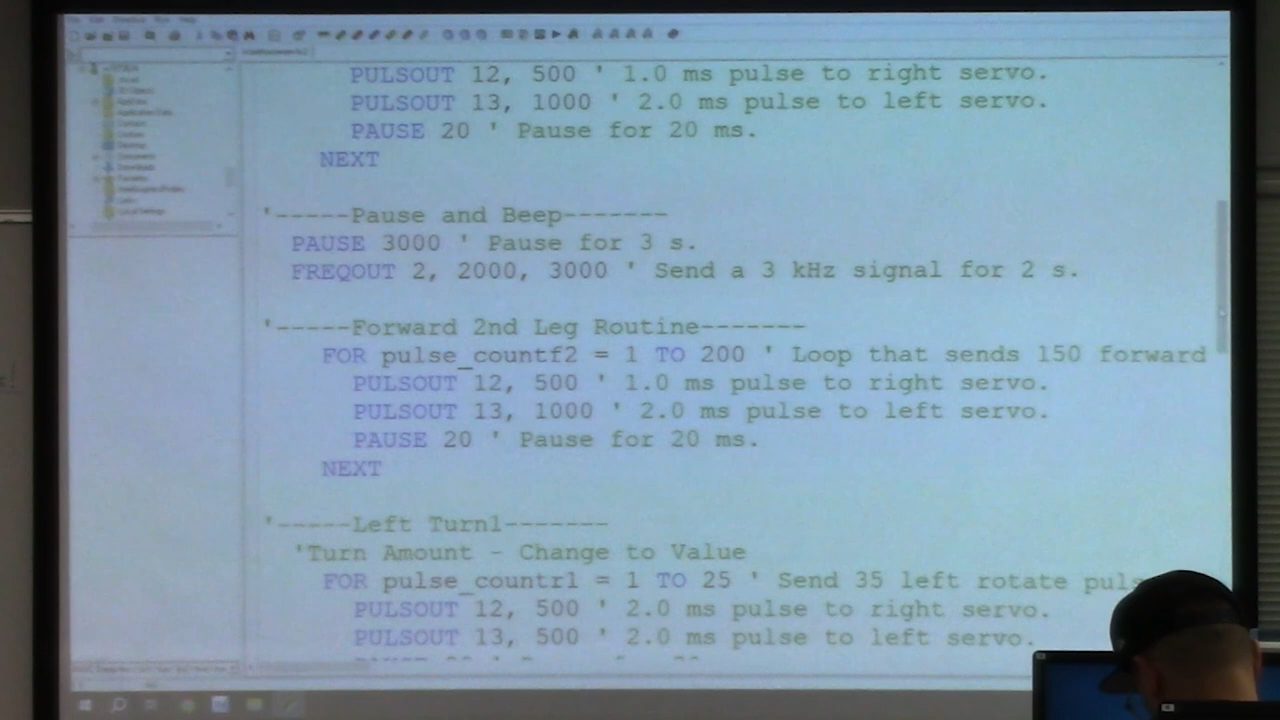 PULSOUT 12, 500 ' 1.0 ms pulse to right servo.
PULSOUT 13, 1000 ' 2.0 ms pulse to left servo.
PAUSE 20 ' Pause for 20 ms.
NEXT
'-----Pause and Beep-------
PAUSE 3000 ' Pause for 3 s.
FREQOUT 2, 2000, 3000 ' Send a 3 kHz signal for 2 s.
'-----Forward 2nd Leg Routine-------
FOR pulse_countf2 = 1 TO 200 ' Loop that sends 150 forward
PULSOUT 12, 500 ' 1.0 ms pulse to right servo.
PULSOUT 13, 1000 ' 2.0 ms pulse to left servo.
PAUSE 20 ' Pause for 20 ms.
NEXT
'-----Left Turn1-------
'Turn Amount - Change to Value
FOR pulse_countr1 = 1 TO 25 ' Send 35 left rotate puls
PULSOUT 12, 500 ' 2.0 ms pulse to right servo.
PULSOUT 13, 500 ' 2.0 ms pulse to left servo.